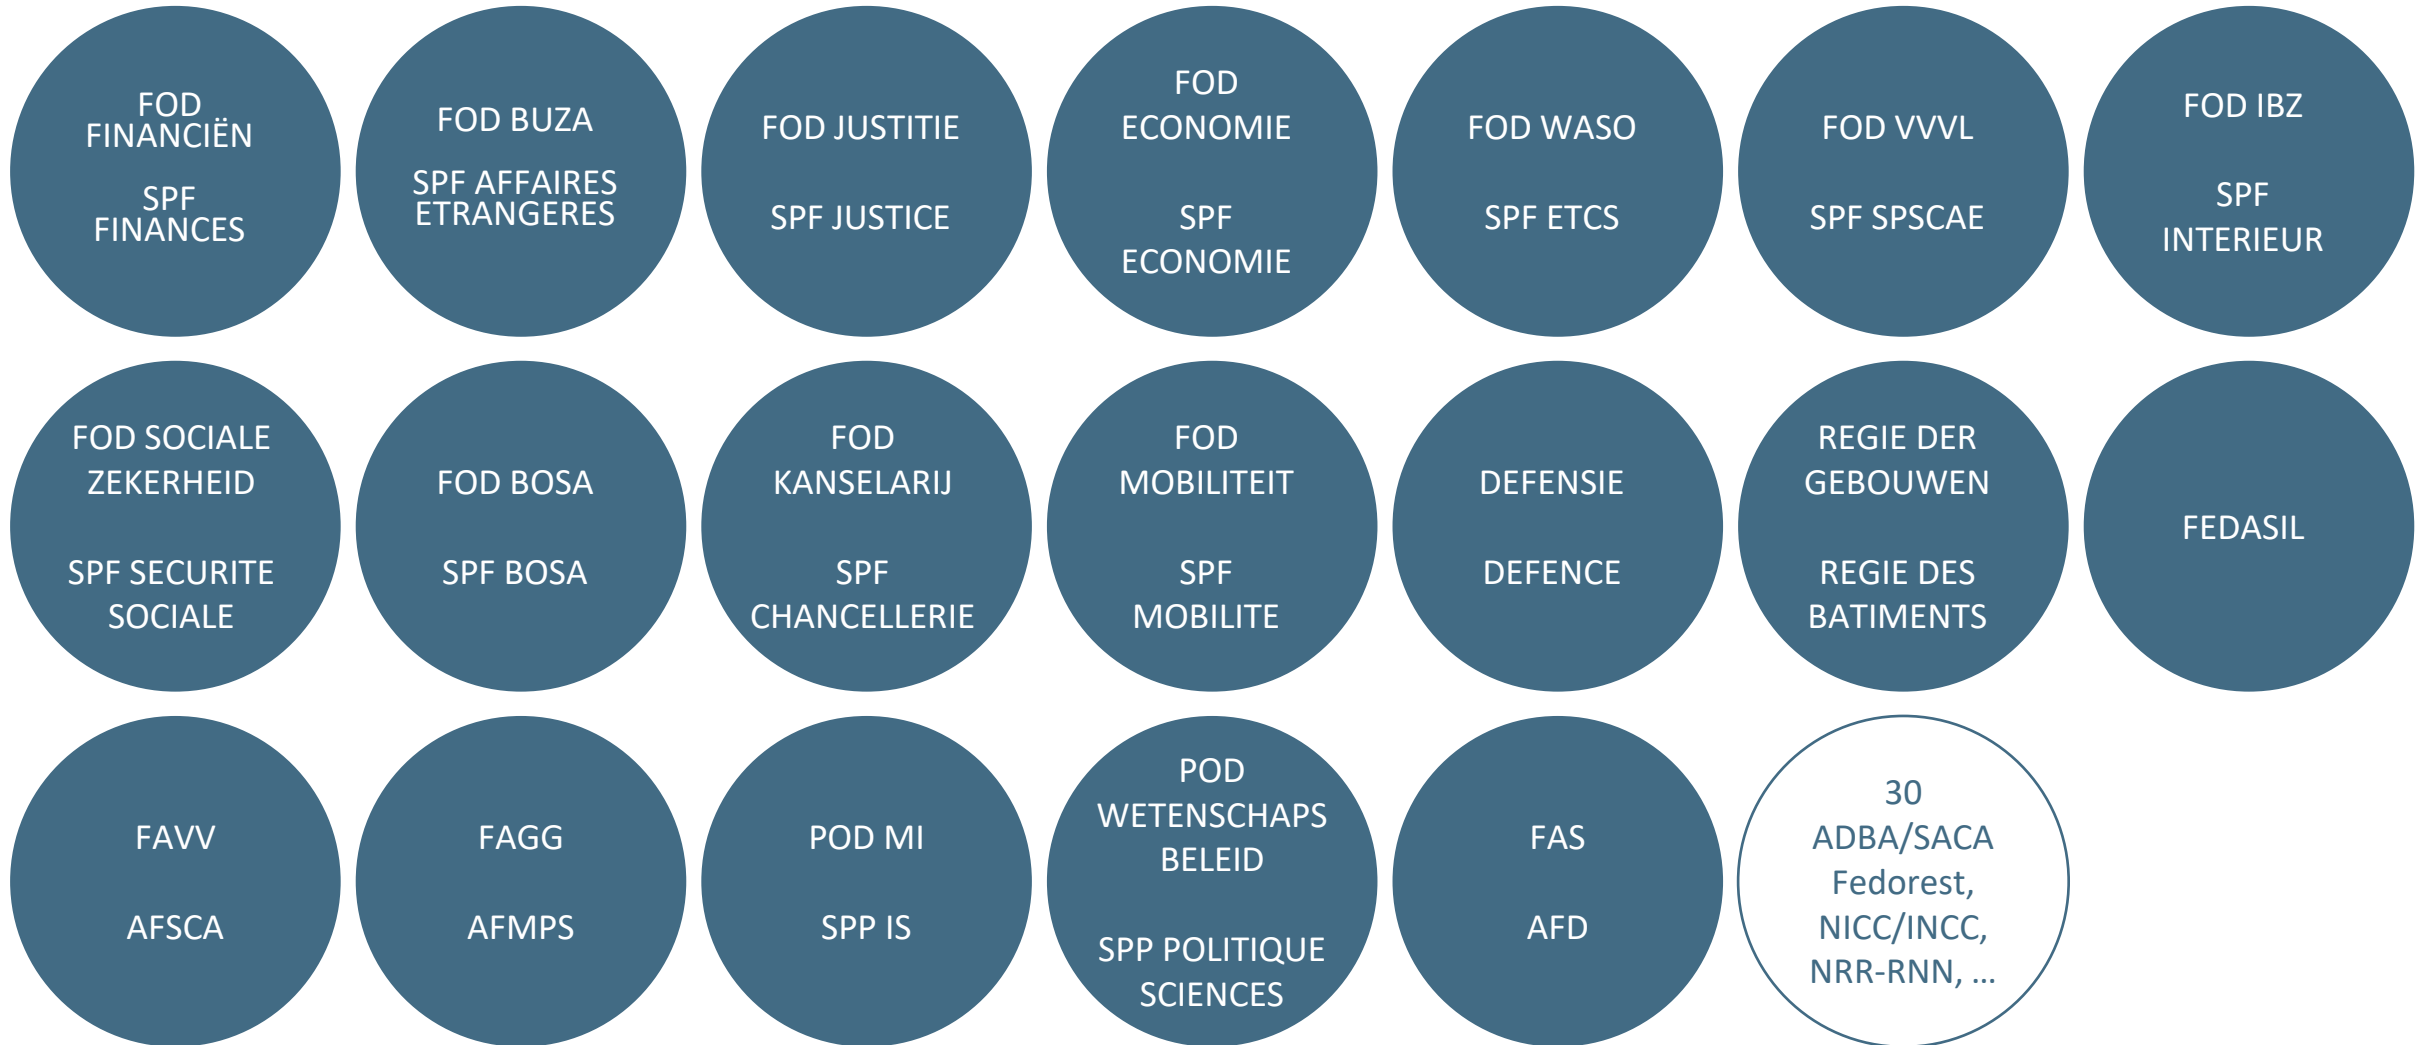 FOD
FINANCIËN
SPF
FINANCES
FOD BUZA
SPF AFFAIRES
ETRANGERES
FOD JUSTITIE
SPF JUSTICE
FOD
ECONOMIE
SPF
ECONOMIE
FOD WASO
SPF ETCS
FOD VVVL
SPF SPSCAE
FOD IBZ
SPF
INTERIEUR
FOD SOCIALE
ZEKERHEID
SPF SECURITE
SOCIALE
FOD BOSA
SPF BOSA
FOD
KANSELARIJ
SPF
CHANCELLERIE
FOD
MOBILITEIT
SPF
MOBILITE
DEFENSIE
DEFENCE
REGIE DER
GEBOUWEN
REGIE DES
BATIMENTS
FEDASIL
FAVV
AFSCA
FAGG
AFMPS
POD MI
SPP IS
POD
WETENSCHAPS
BELEID
SPP POLITIQUE
SCIENCES
FAS
AFD
30
ADBA/SACA
Fedorest,
NICC/INCC,
NRR-RNN, ...